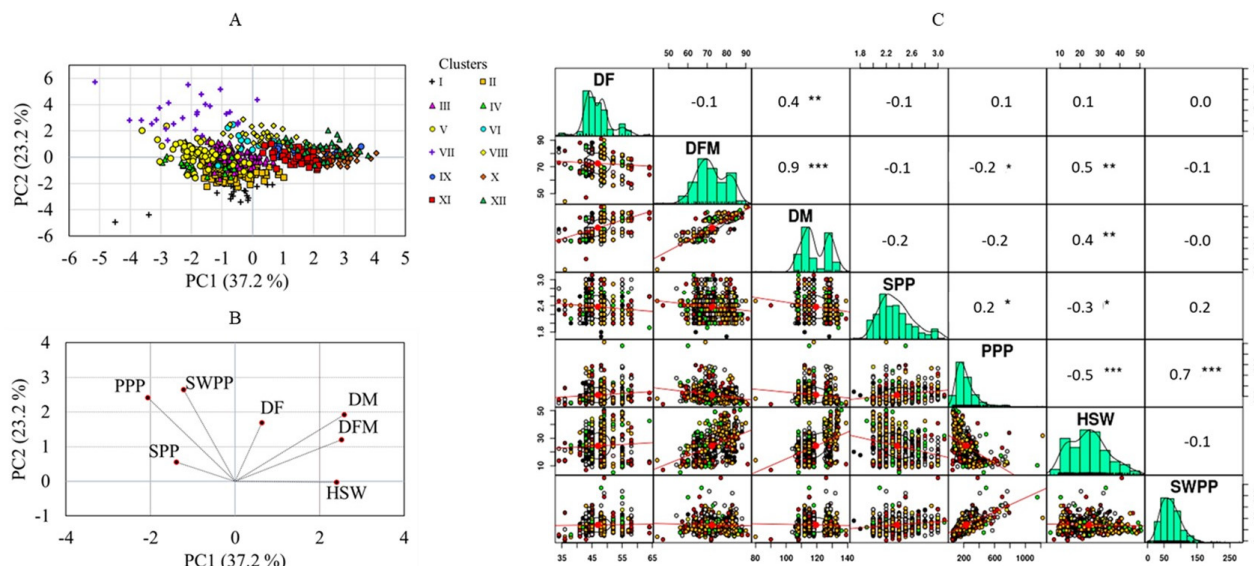 A
C
6
4
2
0
-2
-4
-6
PC2 (23.2 %)
-6 -5 -4 -3 -2 -1 0 1 2 3 4 5
PC1 (37.2 %)
Clusters
I II
III IV
V VI
VII VIII
IX X
XI XII
B
4
3
2
1
0
-1
PC2 (23.2 %)
PPP SWPP
DF DM
DFM
SPP
HSW
-4 -2 0 2 4
PC1 (37.2 %)
50 60 70 80 90 1.8 2.2 2.6 3.0 10 20 30 40 50
DF -0.1 0.4 ** -0.1 0.1 0.1 0.0
90
70
50
DFM 0.9 *** -0.1 -0.2 * 0.5 ** -0.1
DM -0.2 -0.2 0.4 ** -0.0
3.0
2.4
1.8
SPP 0.2 * -0.3 * 0.2
PPP -0.5 *** 0.7 ***
50
30
10
HSW -0.1
SWPP
35 45 55 65 80 100 120 140 200 600 1000 0 50 150 250